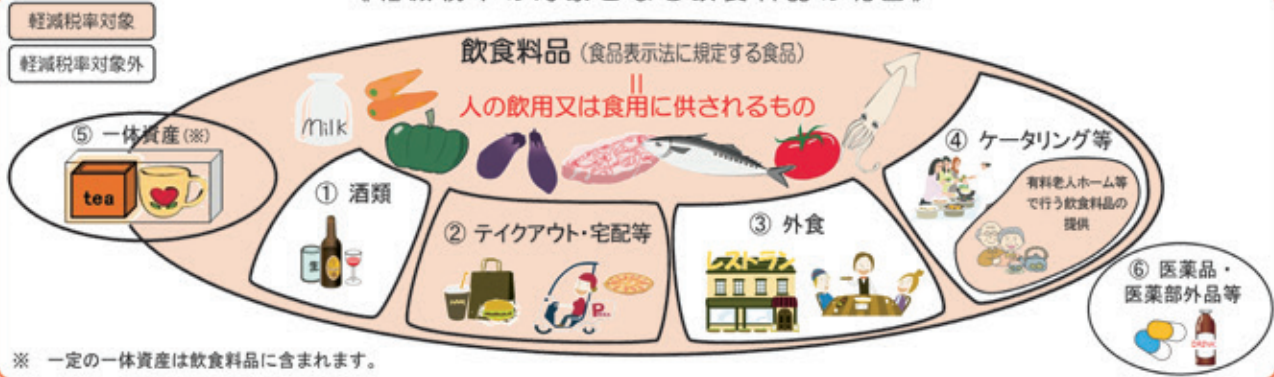 軽減税率対象
軽減税率対象外
飲食料品（食品表示法に規定する食品）
||
人の飲用又は食用に供されるもの
milk
⑤ 一体資産（※）
tea
① 酒類
② テイクアウト・宅配等
③ 外食
レストラン
④ ケータリング等
有料老人ホーム等
で行う飲食料品の
提供
⑥ 医薬品・
医薬部外品等
DRINK
※ 一定の一体資産は飲食料品に含まれます。